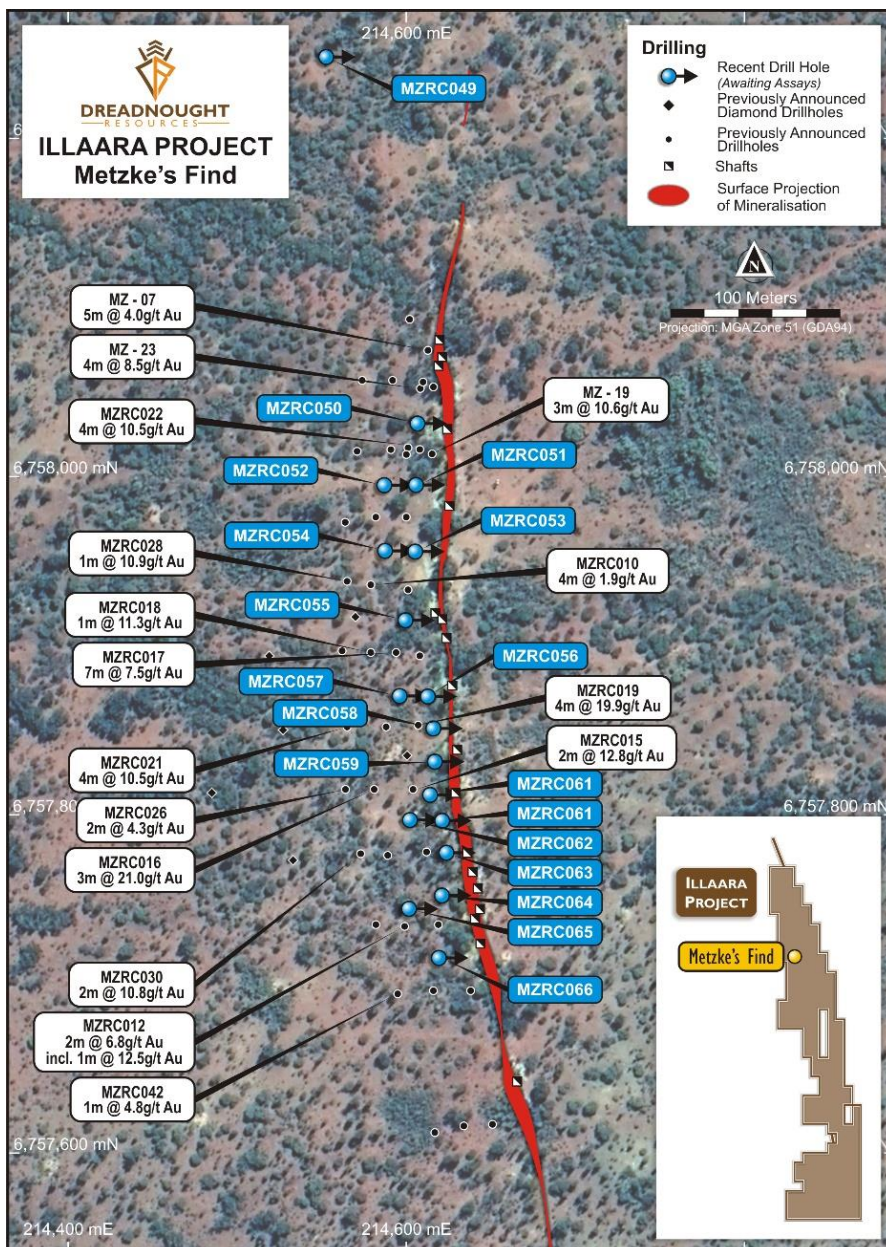 214,600 mE
DREADNOUGHT
RESOURCES
ILLAARA PROJECT
Metzke's Find
MZRC049
Drilling
Recent Drill Hole
(Awaiting Assays)
Previously Announced
Diamond Drillholes
Previously Announced
Drillholes
Shafts
Surface Projection
of Mineralisation
N
100 Meters
Projection: MGA Zone 51 (GDA94)
MZ - 07
5m @ 4.0g/t Au
MZ - 23
4m @ 8.5g/t Au
MZRC022
4m @ 10.5g/t Au
MZRC050
MZ - 19
3m @ 10.6g/t Au
6,758,000 mN
6,758,000 mN
MZRC052
MZRC051
MZRC054
MZRC053
MZRC028
1m @ 10.9g/t Au
MZRC010
4m @ 1.9g/t Au
MZRC018
1m @ 11.3g/t Au
MZRC055
MZRC017
7m @ 7.5g/t Au
MZRC056
MZRC057
MZRC058
MZRC019
4m @ 19.9g/t Au
MZRC021
4m @ 10.5g/t Au
MZRC059
MZRC015
2m @ 12.8g/t Au
MZRC061
6,757,800 mN
6,757,800 mN
MZRC026
2m @ 4.3g/t Au
MZRC061
MZRC062
MZRC016
3m @ 21.0g/t Au
MZRC063
MZRC064
MZRC065
MZRC030
2m @ 10.8g/t Au
MZRC066
MZRC012
2m @ 6.8g/t Au
incl. 1m @ 12.5g/t Au
MZRC042
1m @ 4.8g/t Au
ILLAARA
PROJECT
Metzke's Find
6,757,600 mN
214,400 mE
214,600 mE